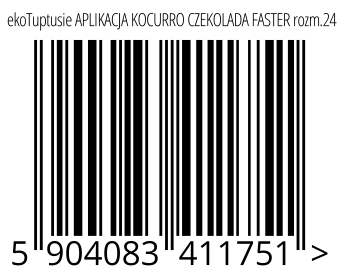 ekoTuptusie APLIKACJA KOCURRO CZEKOLADA FASTER rozm.24
5 904083 411751 >